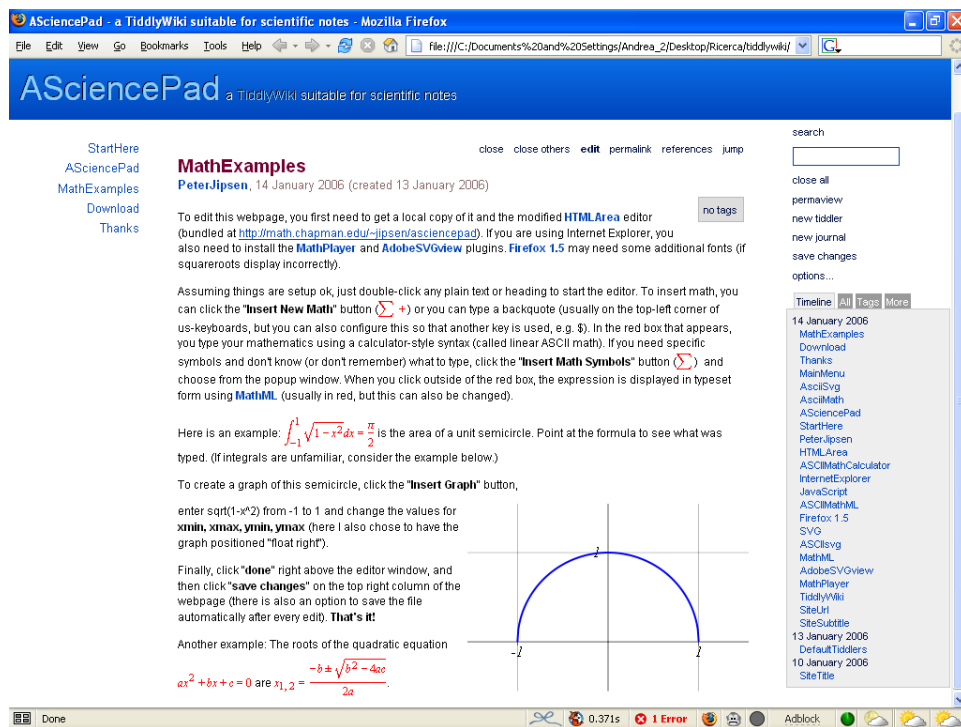 ASciencePad - a TiddlyWiki suitable for scientific notes - Mozilla Firefox
File Edit View Go Bookmarks Tools Help file:///C:/Documents%20and%20Settings/Andrea_2/Desktop/Ricerca/tiddlywiki/ G
ASciencePad a TiddlyWiki suitable for scientific notes
StartHere
ASciencePad
MathExamples
Download
Thanks
close close others edit permalink references jump
MathExamples
PeterJipsen, 14 January 2006 (created 13 January 2006)
no tags
To edit this webpage, you first need to get a local copy of it and the modified HTMLArea editor
(bundled at http://math.chapman.edu/~jipsen/asciencepad). If you are using Internet Explorer, you
also need to install the MathPlayer and AdobeSVGview plugins. Firefox 1.5 may need some additional fonts (if
squareroots display incorrectly).
Assuming things are setup ok, just double-click any plain text or heading to start the editor. To insert math, you
can click the "Insert New Math" button (∑ +) or you can type a backquote (usually on the top-left corner of
us-keyboards, but you can also configure this so that another key is used, e.g. $). In the red box that appears,
you type your mathematics using a calculator-style syntax (called linear ASCII math). If you need specific
symbols and don't know (or don't remember) what to type, click the "Insert Math Symbols" button (∑) and
choose from the popup window. When you click outside of the red box, the expression is displayed in typeset
form using MathML (usually in red, but this can also be changed).
Here is an example: ∫_{-1}^{1} √(1-x²)dx = π/2 is the area of a unit semicircle. Point at the formula to see what was
typed. (If integrals are unfamiliar, consider the example below.)
To create a graph of this semicircle, click the "Insert Graph" button,
enter sqrt(1-x^2) from -1 to 1 and change the values for
xmin, xmax, ymin, ymax (here I also chose to have the
graph positioned "float right").
Finally, click "done" right above the editor window, and
then click "save changes" on the top right column of the
webpage (there is also an option to save the file
automatically after every edit). That's it!
Another example: The roots of the quadratic equation
ax² + bx + c = 0 are x₁,₂ = (-b ± √(b² - 4ac))/(2a).
1
-1 1
search
close all
permaview
new tiddler
new journal
save changes
options...
Timeline All Tags More
14 January 2006
MathExamples
Download
Thanks
MainMenu
AsciiSvg
AsciiMath
ASciencePad
StartHere
PeterJipsen
HTMLArea
ASCIIMathCalculator
InternetExplorer
JavaScript
ASCIIMathML
Firefox 1.5
SVG
ASCIIsvg
MathML
AdobeSVGview
MathPlayer
TiddlyWiki
SiteUrl
SiteSubtitle
13 January 2006
DefaultTiddlers
10 January 2006
SiteTitle
Done 0.371s 1 Error Adblock